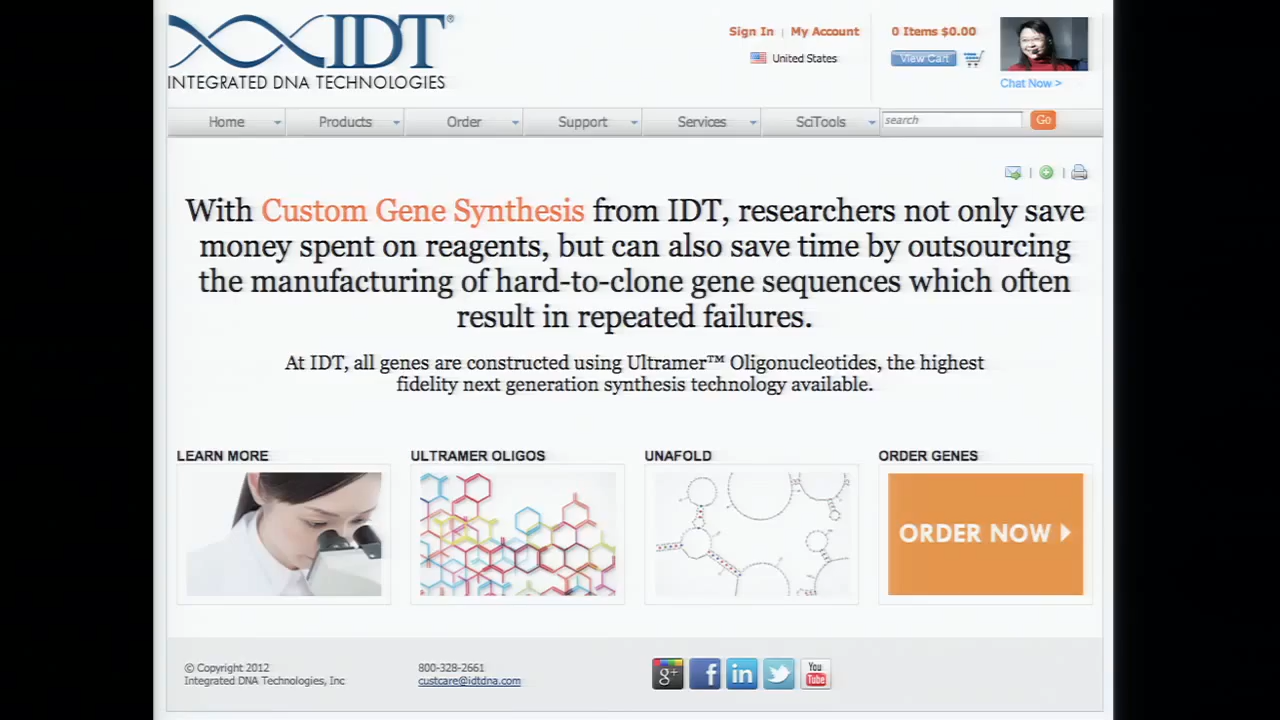 IDT®
INTEGRATED DNA TECHNOLOGIES
Sign In | My Account
United States
0 Items $0.00
View Cart
Chat Now >
Home
Products
Order
Support
Services
SciTools
search
Go
With Custom Gene Synthesis from IDT, researchers not only save
money spent on reagents, but can also save time by outsourcing
the manufacturing of hard-to-clone gene sequences which often
result in repeated failures.
At IDT, all genes are constructed using Ultramer™ Oligonucleotides, the highest
fidelity next generation synthesis technology available.
LEARN MORE
ULTRAMER OLIGOS
UNAFOLD
ORDER GENES
ORDER NOW
© Copyright 2012
Integrated DNA Technologies, Inc
800-328-2661
custcare@idtdna.com
g+
f
in
You
Tube